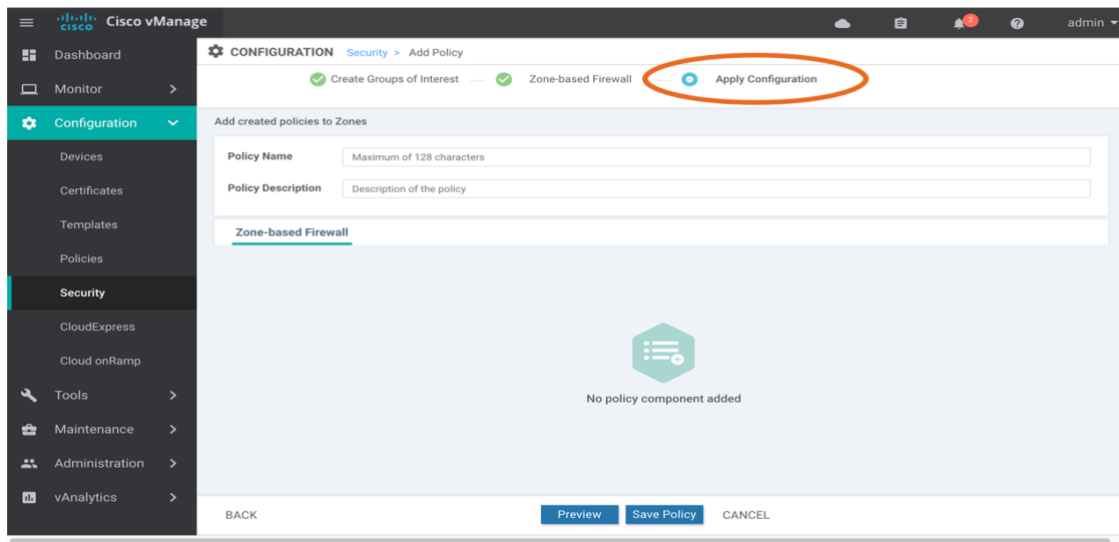 cisco Cisco vManage 2 admin
Dashboard
Monitor
Configuration
Devices
Certificates
Templates
Policies
Security
CloudExpress
Cloud onRamp
Tools
Maintenance
Administration
vAnalytics
CONFIGURATION Security > Add Policy
Create Groups of Interest Zone-based Firewall Apply Configuration
Add created policies to Zones
Policy Name Maximum of 128 characters
Policy Description Description of the policy
Zone-based Firewall
No policy component added
BACK Preview Save Policy CANCEL